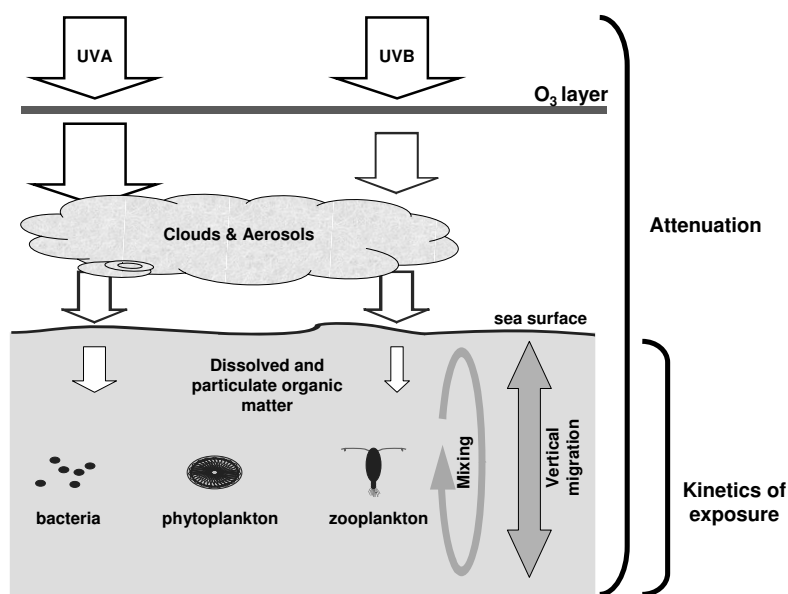 UVA
UVB
O₃ layer
Clouds & Aerosols
Attenuation
sea surface
Dissolved and
particulate organic
matter
Mixing
Vertical
migration
bacteria
phytoplankton
zooplankton
Kinetics of
exposure